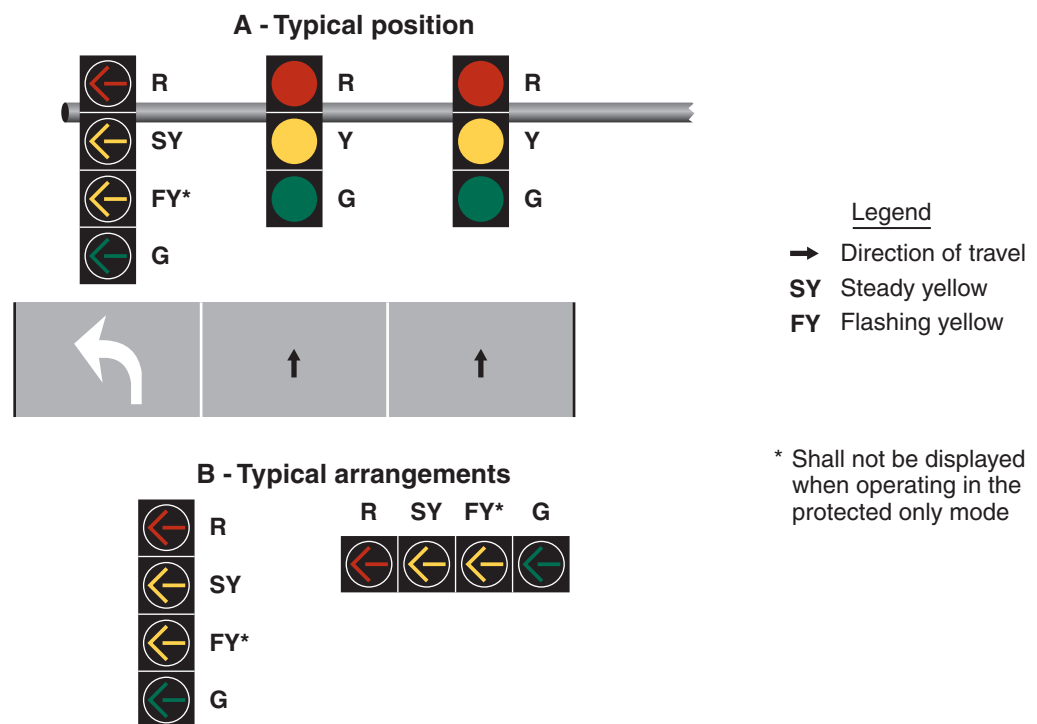 A - Typical position
R
SY
FY*
G
R
Y
G
R
Y
G
Legend
Direction of travel
SY Steady yellow
FY Flashing yellow
* Shall not be displayed
when operating in the
protected only mode
B - Typical arrangements
R
SY
FY*
G
R SY FY* G